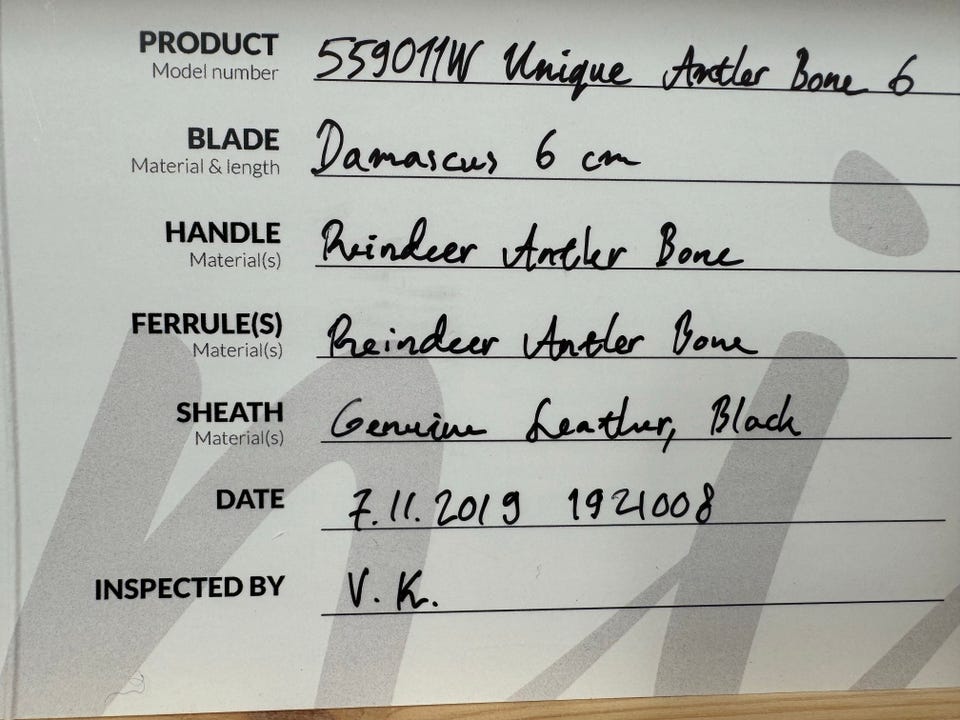 PRODUCT 559011W Unique Antler Bone 6
Model number
BLADE Damascus 6 cm
Material & length
HANDLE Reindeer Antler Bone
Material(s)
FERRULE(S) Reindeer Antler Bone
Material(s)
SHEATH Genuine Leather, Black
Material(s)
DATE 7.11.2019 1921008
INSPECTED BY V. K.